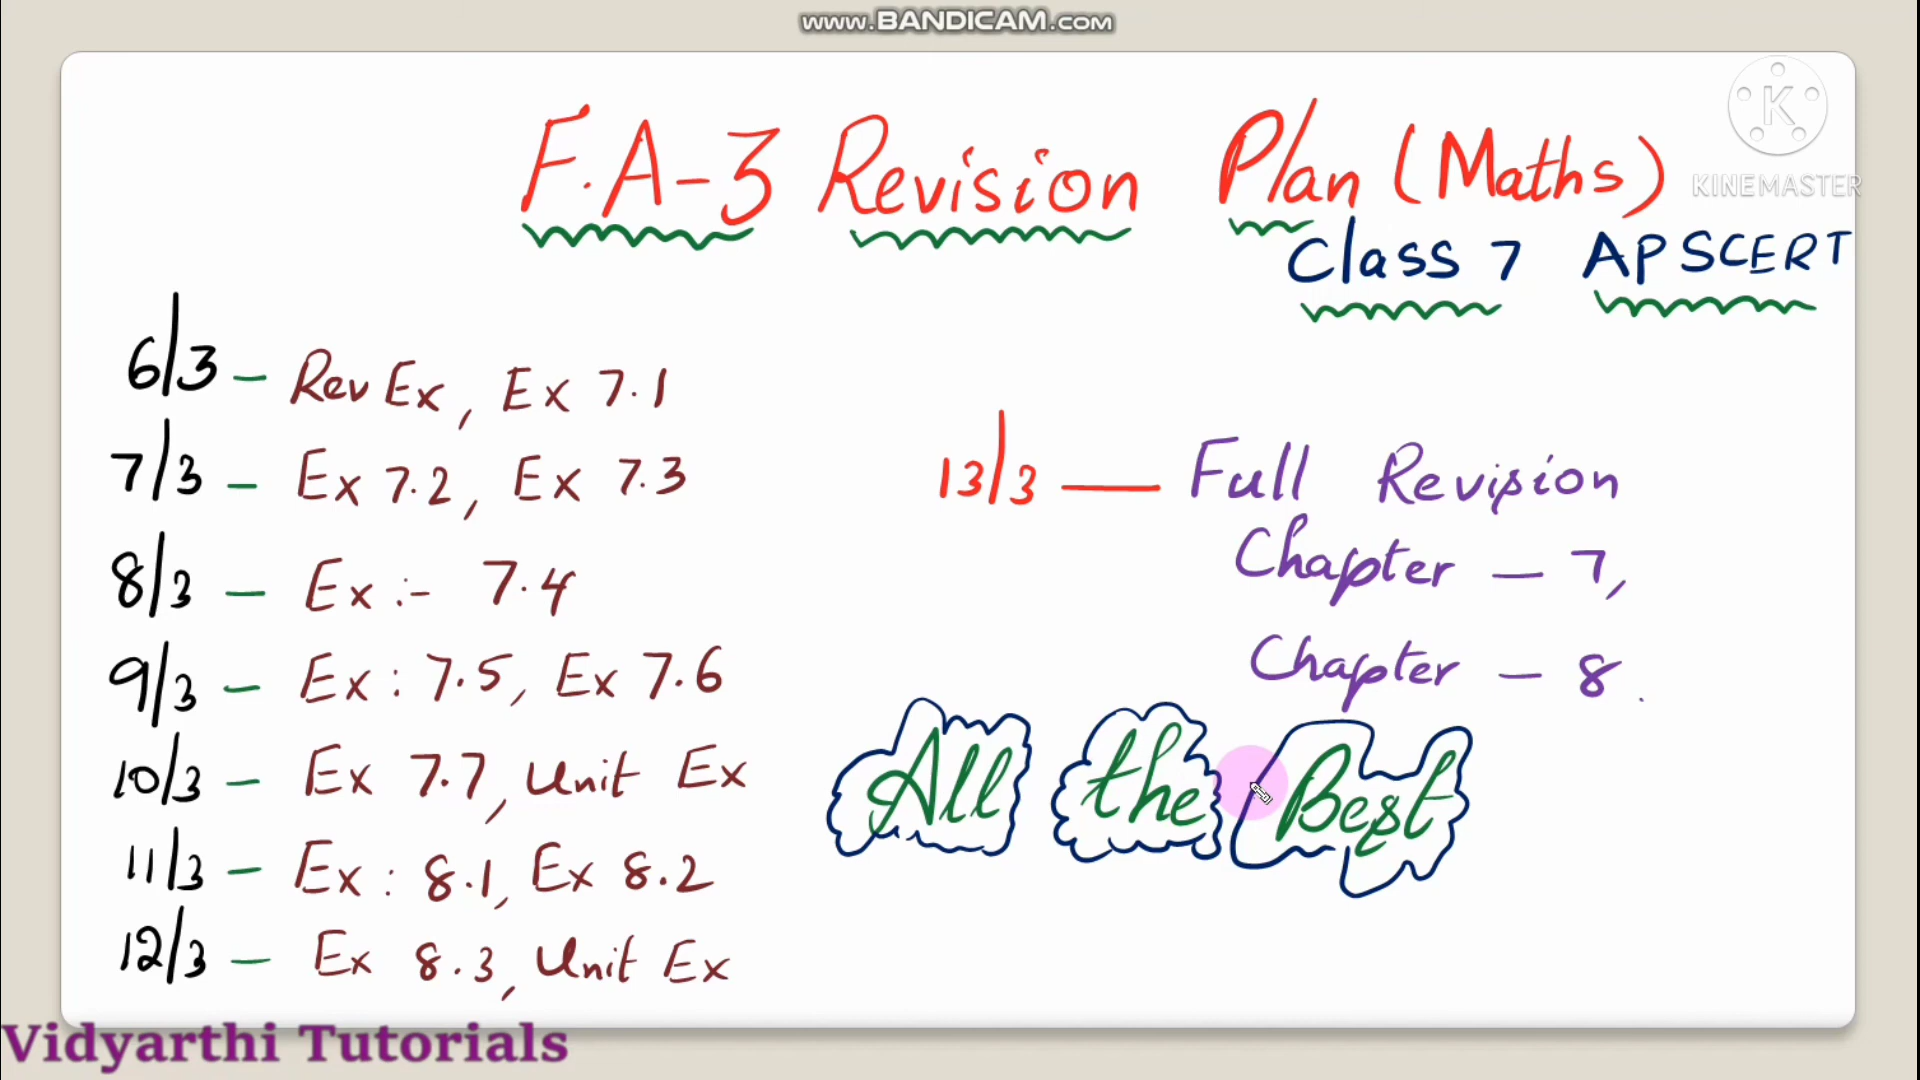 www.BANDICAM.com
F.A-3 Revision Plan (Maths)
KINEMASTER
Class 7 APSCERT
6/3 - Rev Ex, Ex 7.1
7/3 - Ex 7.2, Ex 7.3
8/3 - Ex :- 7.4
9/3 - Ex : 7.5, Ex 7.6
10/3 - Ex 7.7, Unit Ex
11/3 - Ex : 8.1, Ex 8.2
12/3 - Ex 8.3, Unit Ex
13/3 — Full Revision
Chapter - 7,
Chapter - 8.
All the Best
Vidyarthi Tutorials